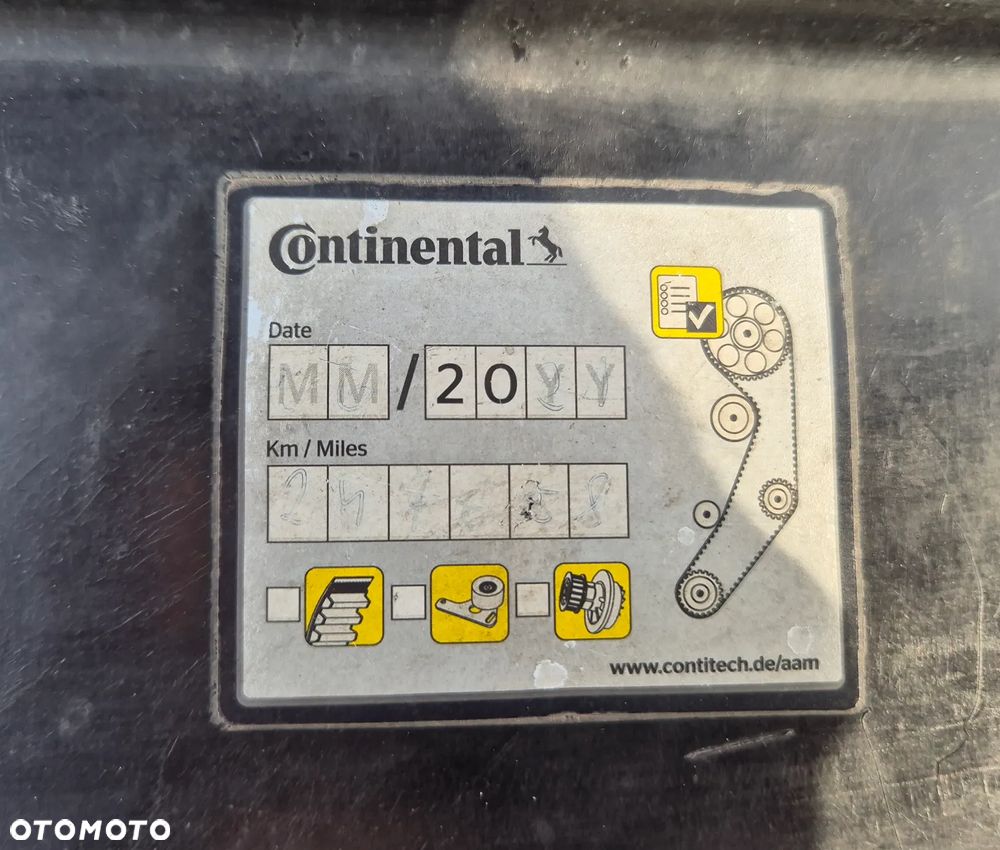 Continental
Date
MM/20YY
Km / Miles
www.contitech.de/aam
OTOMOTO